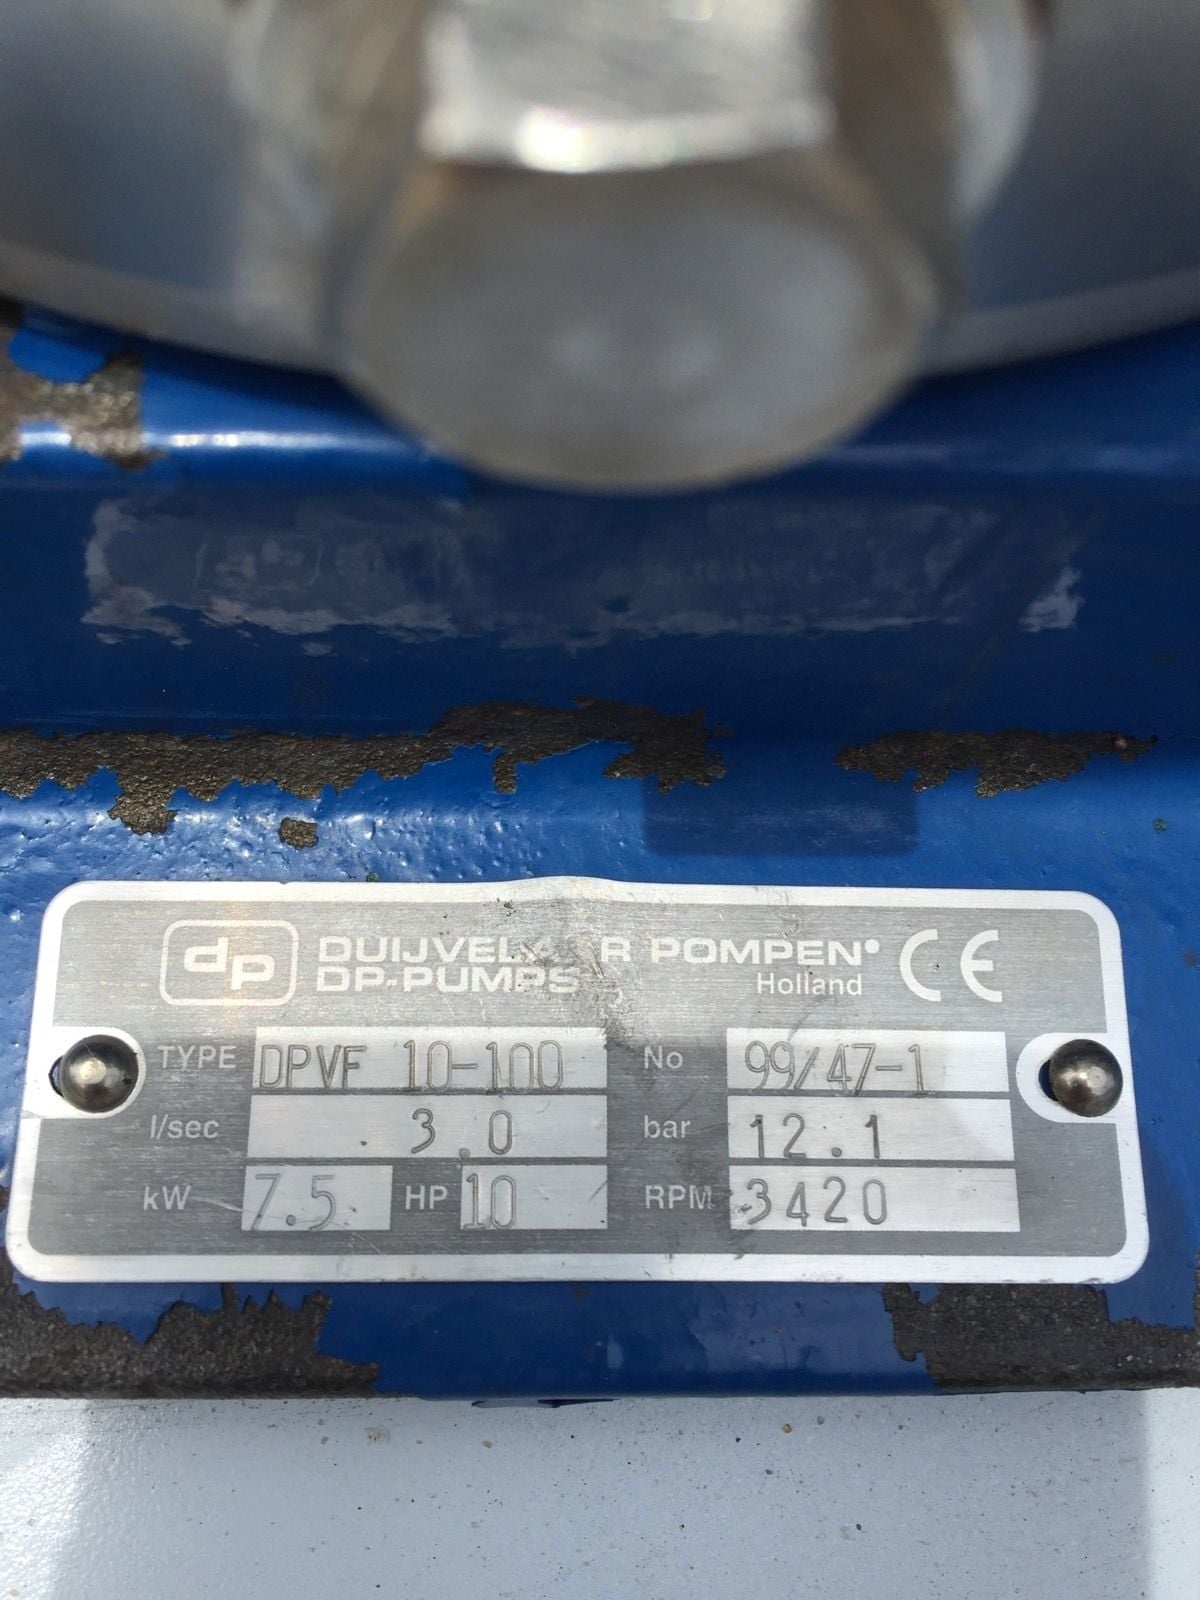 dp DUIJVELAAR POMPEN® CE
DP-PUMPS Holland
TYPE DPVF 10-100 No 99/47-1
l/sec 3.0 bar 12.1
kW 7.5 HP 10 RPM 3420